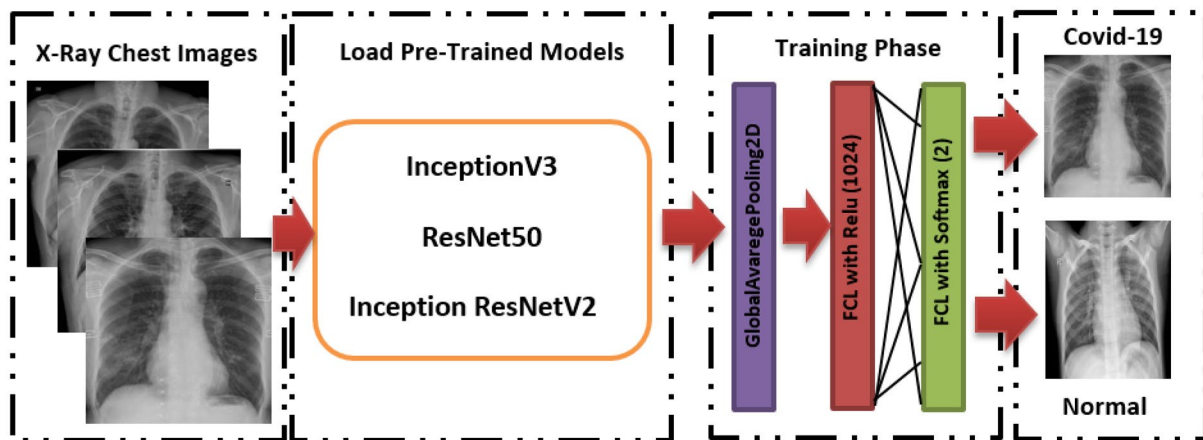 X-Ray Chest Images
Load Pre-Trained Models
InceptionV3
ResNet50
Inception ResNetV2
Training Phase
GlobalAvaregePooling2D
FCL with Relu (1024)
FCL with Softmax (2)
Covid-19
Normal